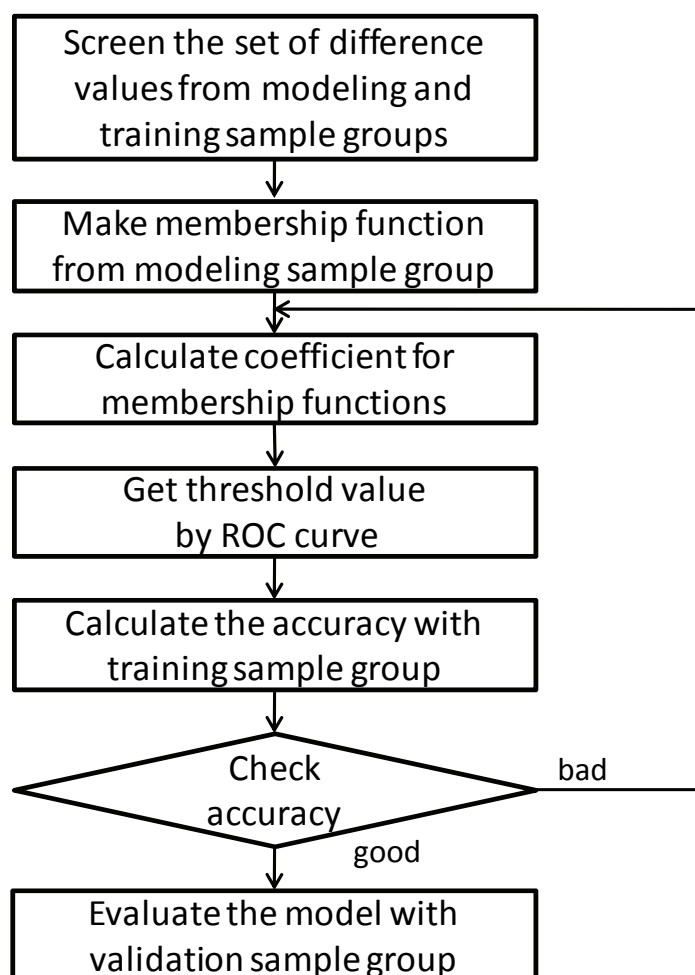 Screen the set of difference
values from modeling and
training sample groups
Make membership function
from modeling sample group
Calculate coefficient for
membership functions
Get threshold value
by ROC curve
Calculate the accuracy with
training sample group
Check
accuracy
bad
good
Evaluate the model with
validation sample group